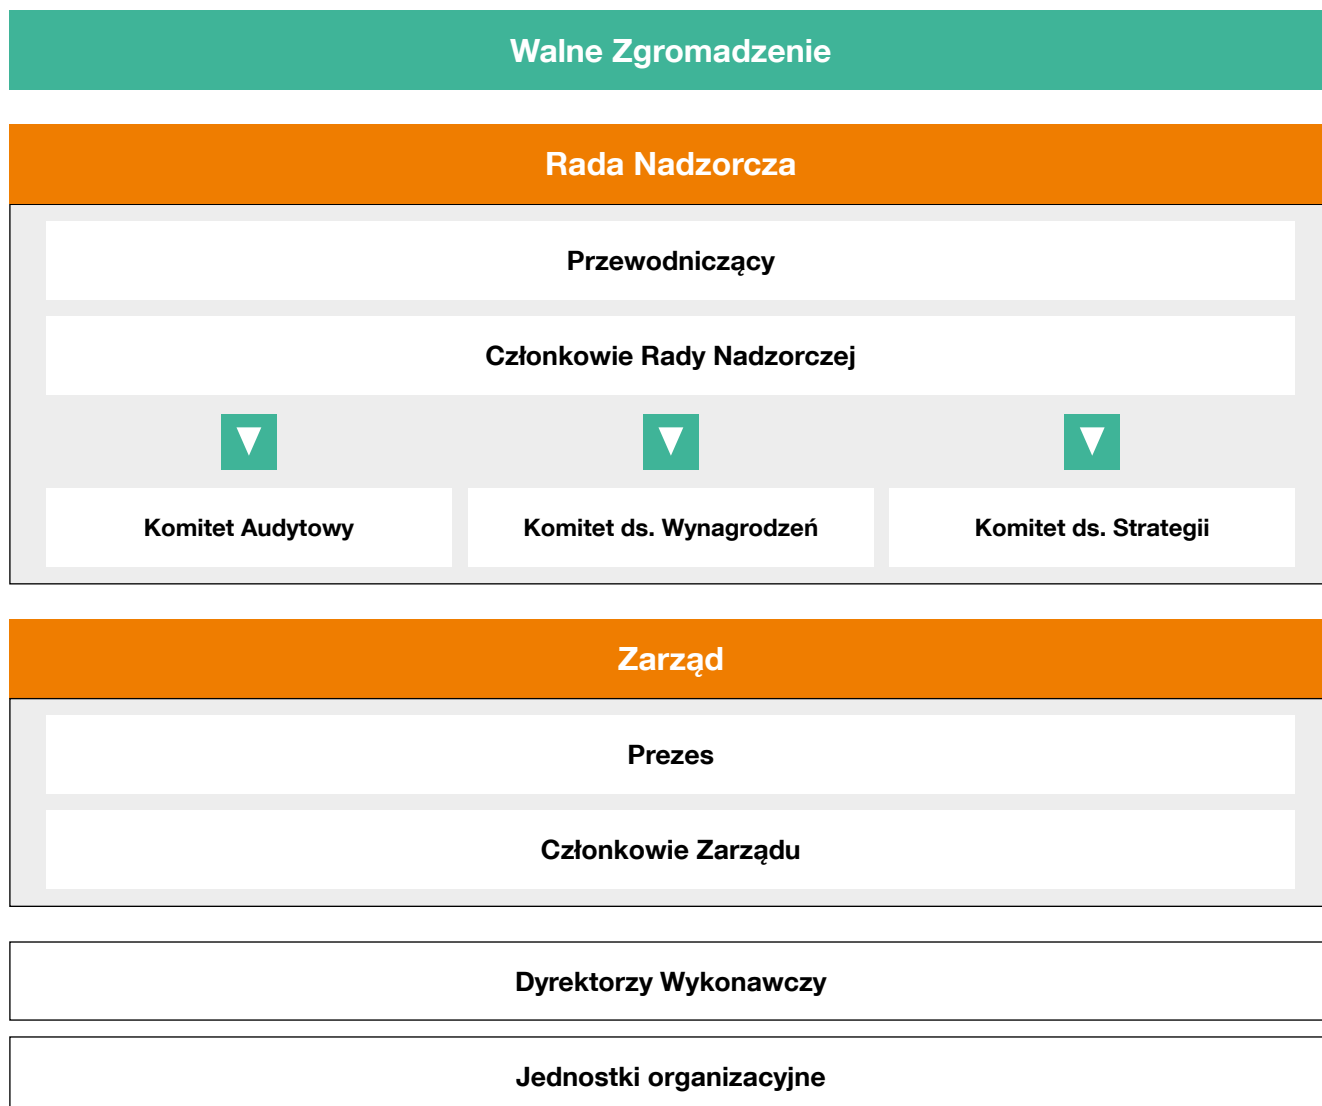 Walne Zgromadzenie
Rada Nadzorcza
Przewodniczący
Członkowie Rady Nadzorczej
Komitet Audytowy
Komitet ds. Wynagrodzeń
Komitet ds. Strategii
Zarząd
Prezes
Członkowie Zarządu
Dyrektorzy Wykonawczy
Jednostki organizacyjne